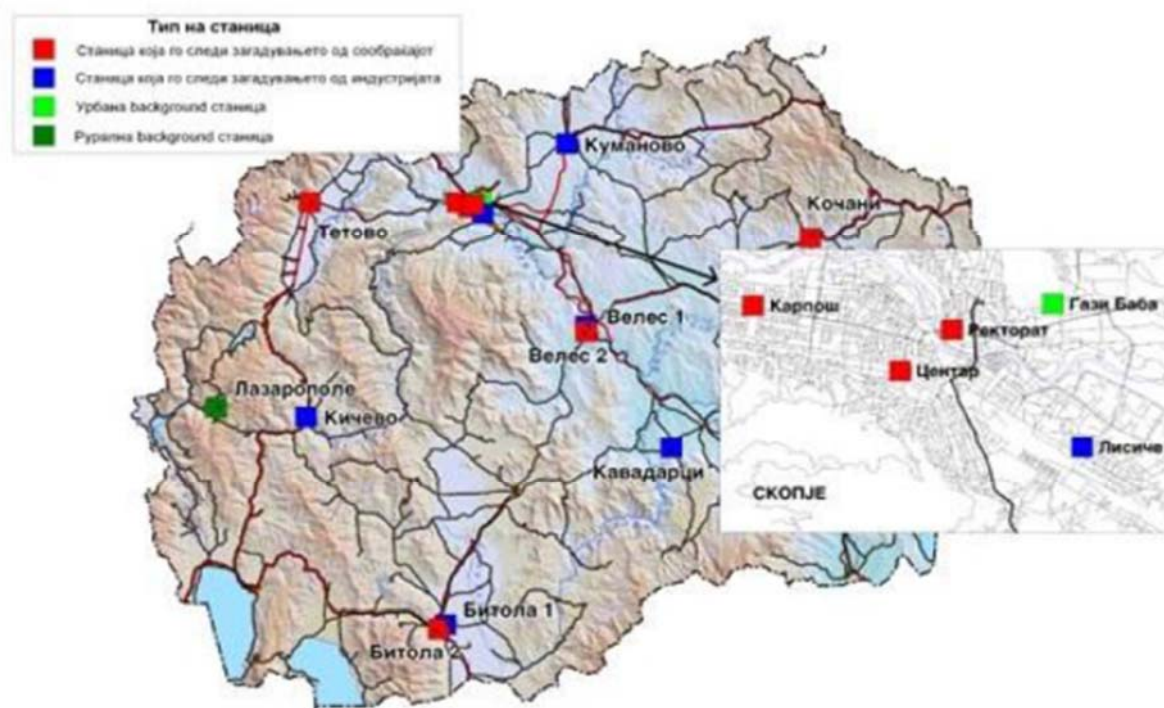 Тип на станица
Станица која го следи загадувањето од сообраќајот
Станица која го следи загадувањето од индустријата
Урбана background станица
Рурална background станица
Куманово
Кочани
Тетово
Велес 1
Велес 2
Лазарополе
Кичево
Кавадарци
Битола 1
Битола 2
Карпош
Гази Баба
Ректорат
Центар
Лисиче
СКОПЈЕ